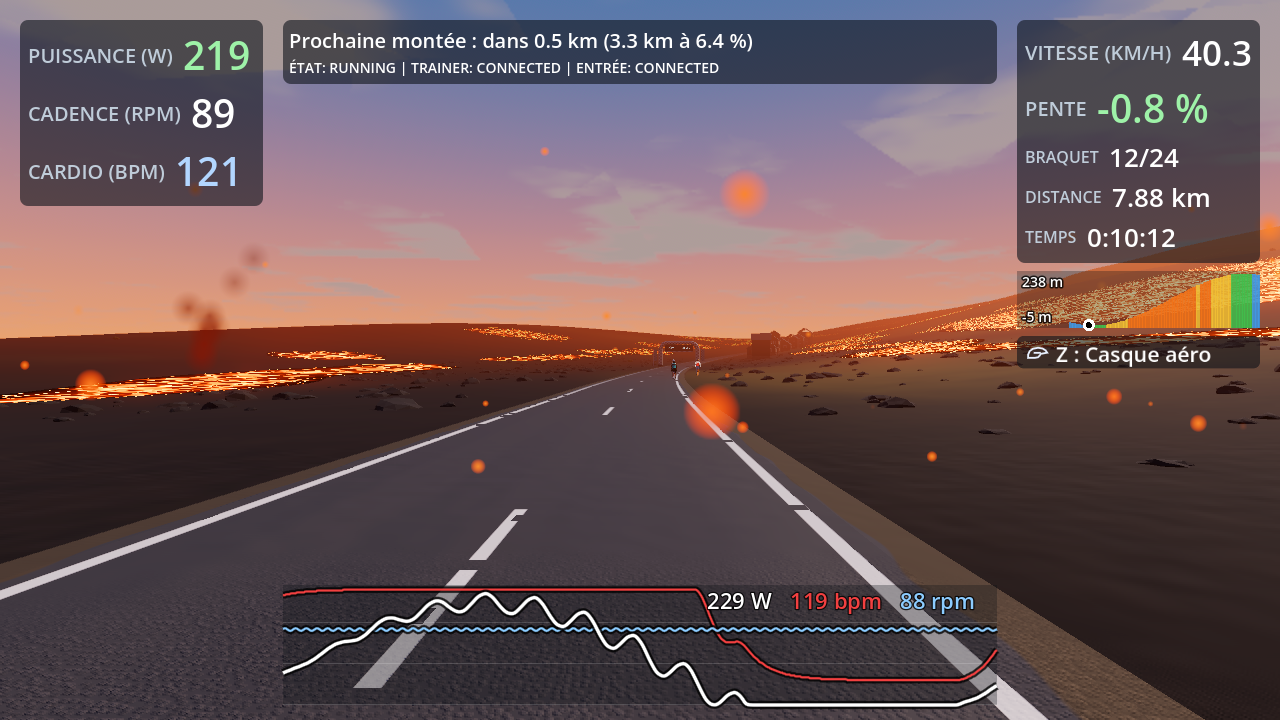 PUISSANCE (W) 219
CADENCE (RPM) 89
CARDIO (BPM) 121
Prochaine montée : dans 0.5 km (3.3 km à 6.4 %)
ÉTAT: RUNNING | TRAINER: CONNECTED | ENTRÉE: CONNECTED
VITESSE (KM/H) 40.3
PENTE -0.8 %
BRAQUET 12/24
DISTANCE 7.88 km
TEMPS 0:10:12
238 m
-5 m
Z : Casque aéro
229 W 119 bpm 88 rpm